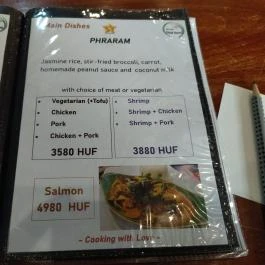 Main Dishes
PHRARAM
Jasmine rice, stir-fried broccoli, carrot,
homemade peanut sauce and coconut milk
with choice of meat or vegetarian
• Vegetarian (+Tofu)
• Chicken
• Pork
• Chicken + Pork
3580 HUF
• Shrimp
• Shrimp + Chicken
• Shrimp + Pork
3880 HUF
Salmon
4980 HUF
- Cooking with Love -